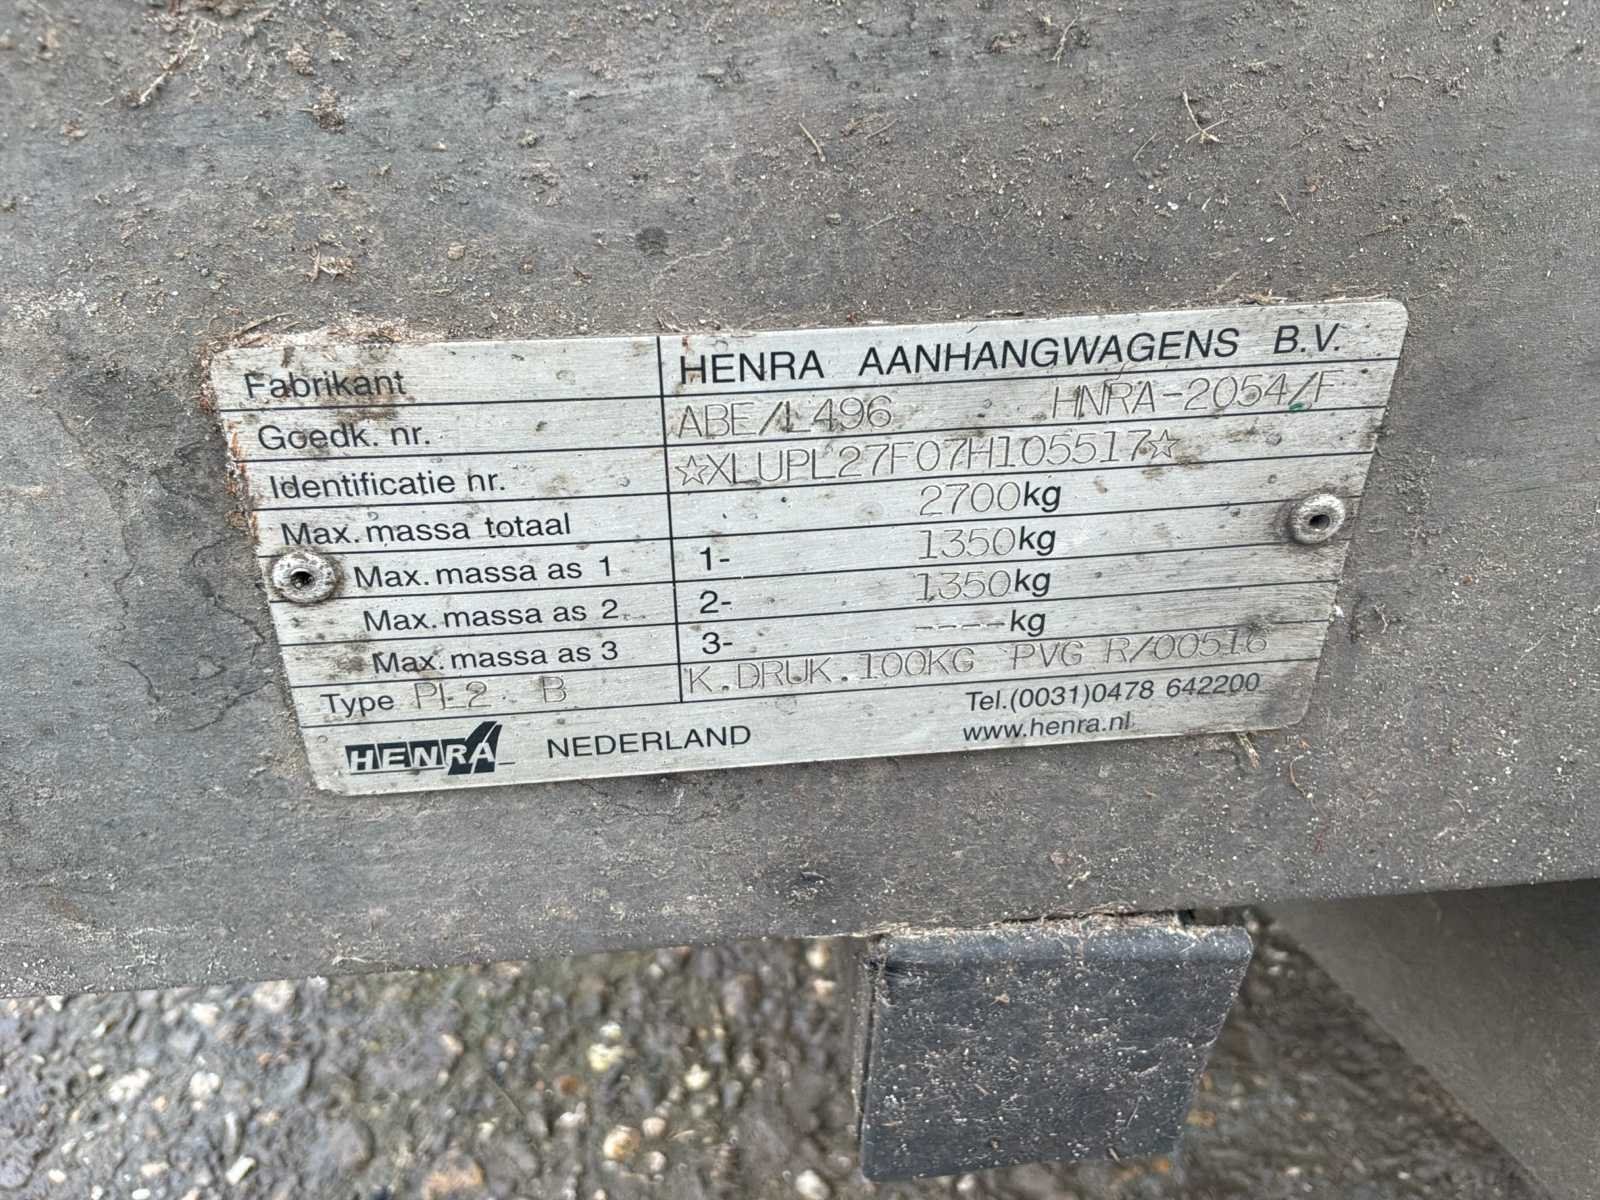 Fabrikant HENRA AANHANGWAGENS B.V.
Goedk. nr. ABE/L496 HNRA-2054/F
Identificatie nr. ☆XLUPL27F07H105517☆
Max. massa totaal 2700kg
Max. massa as 1 1- 1350kg
Max. massa as 2 2- 1350kg
Max. massa as 3 3- ----kg
Type PL2. B K.DRUK.100KG PVG R/00516
HENRA NEDERLAND Tel.(0031)0478 642200
www.henra.nl